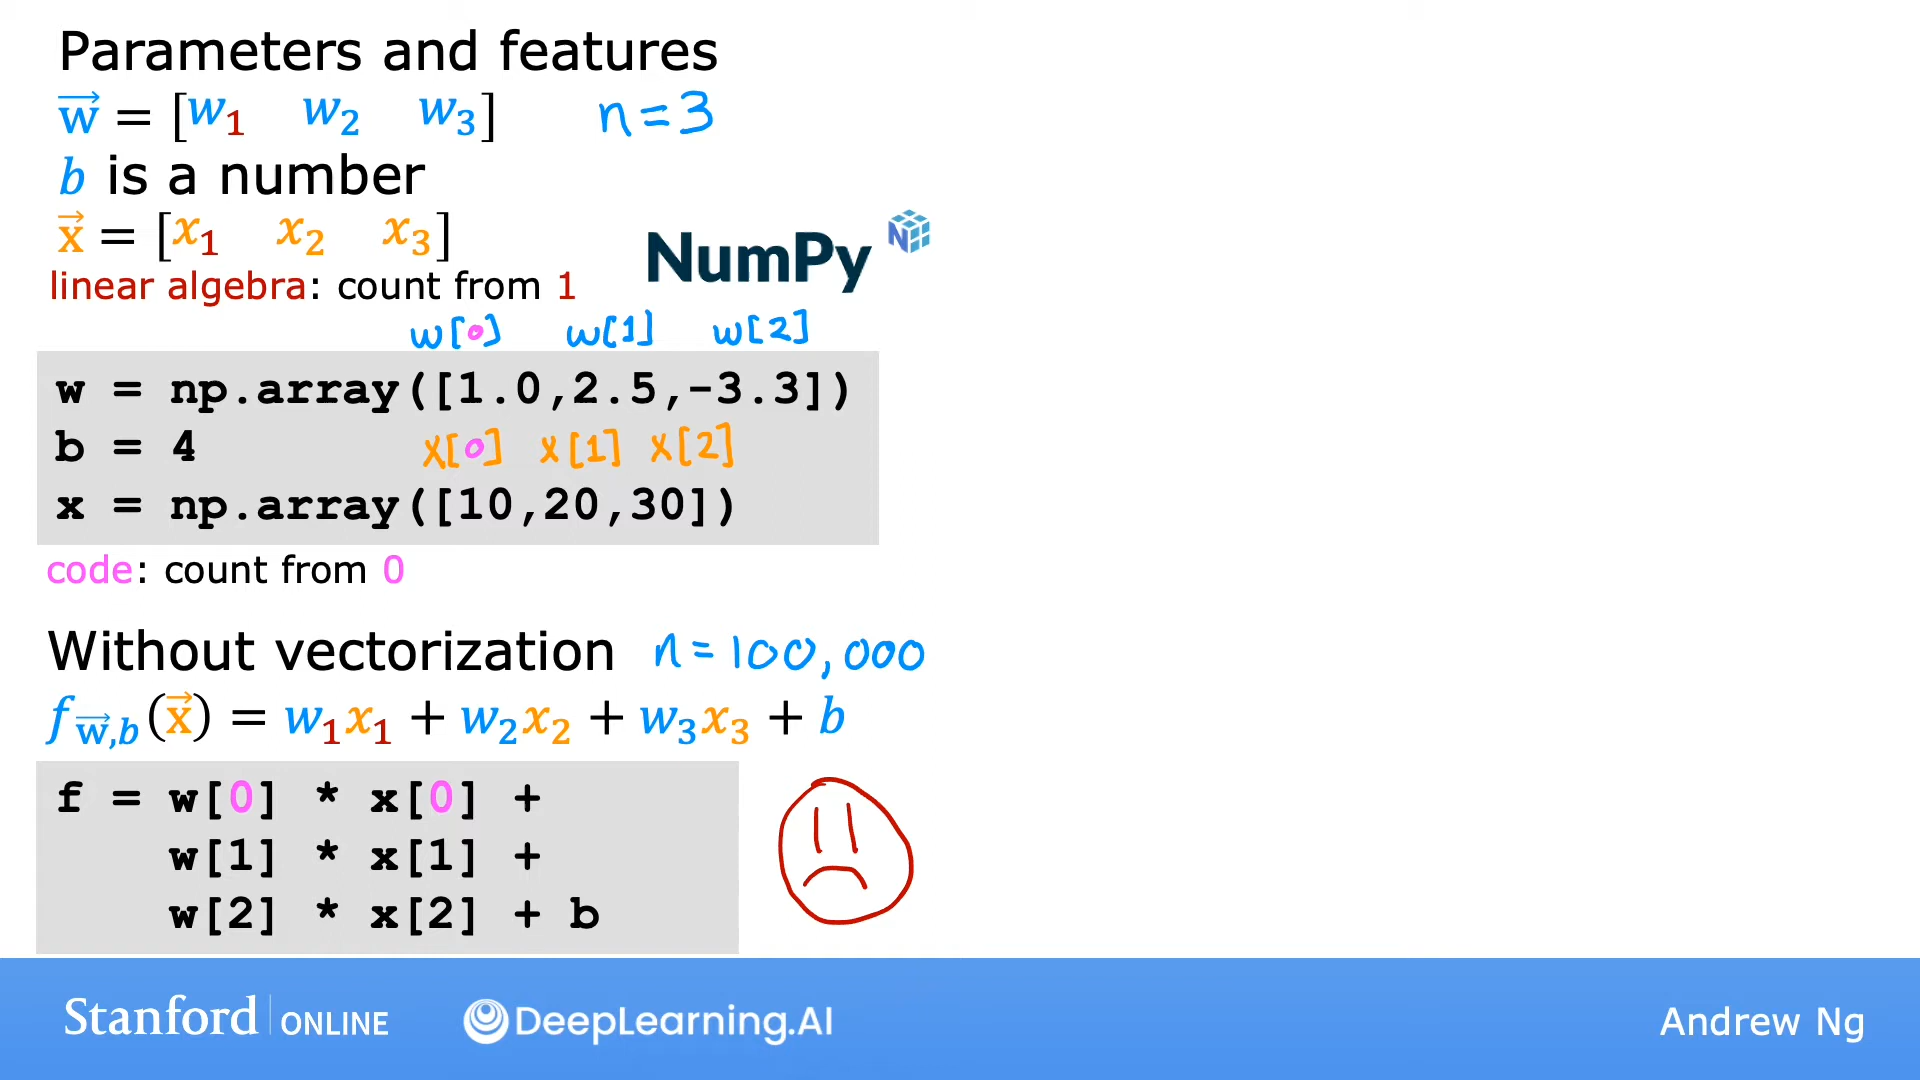 Parameters and features
w⃗ = [w₁ w₂ w₃] n=3
b is a number
x⃗ = [x₁ x₂ x₃]
NumPy
linear algebra: count from 1
w[0] w[1] w[2]
w = np.array([1.0,2.5,-3.3])
b = 4
x[0] x[1] x[2]
x = np.array([10,20,30])
code: count from 0
Without vectorization n=100,000
f_w⃗,b(x⃗) = w₁x₁ + w₂x₂ + w₃x₃ + b
f = w[0] * x[0] +
w[1] * x[1] +
w[2] * x[2] + b
Stanford ONLINE
DeepLearning.AI
Andrew Ng